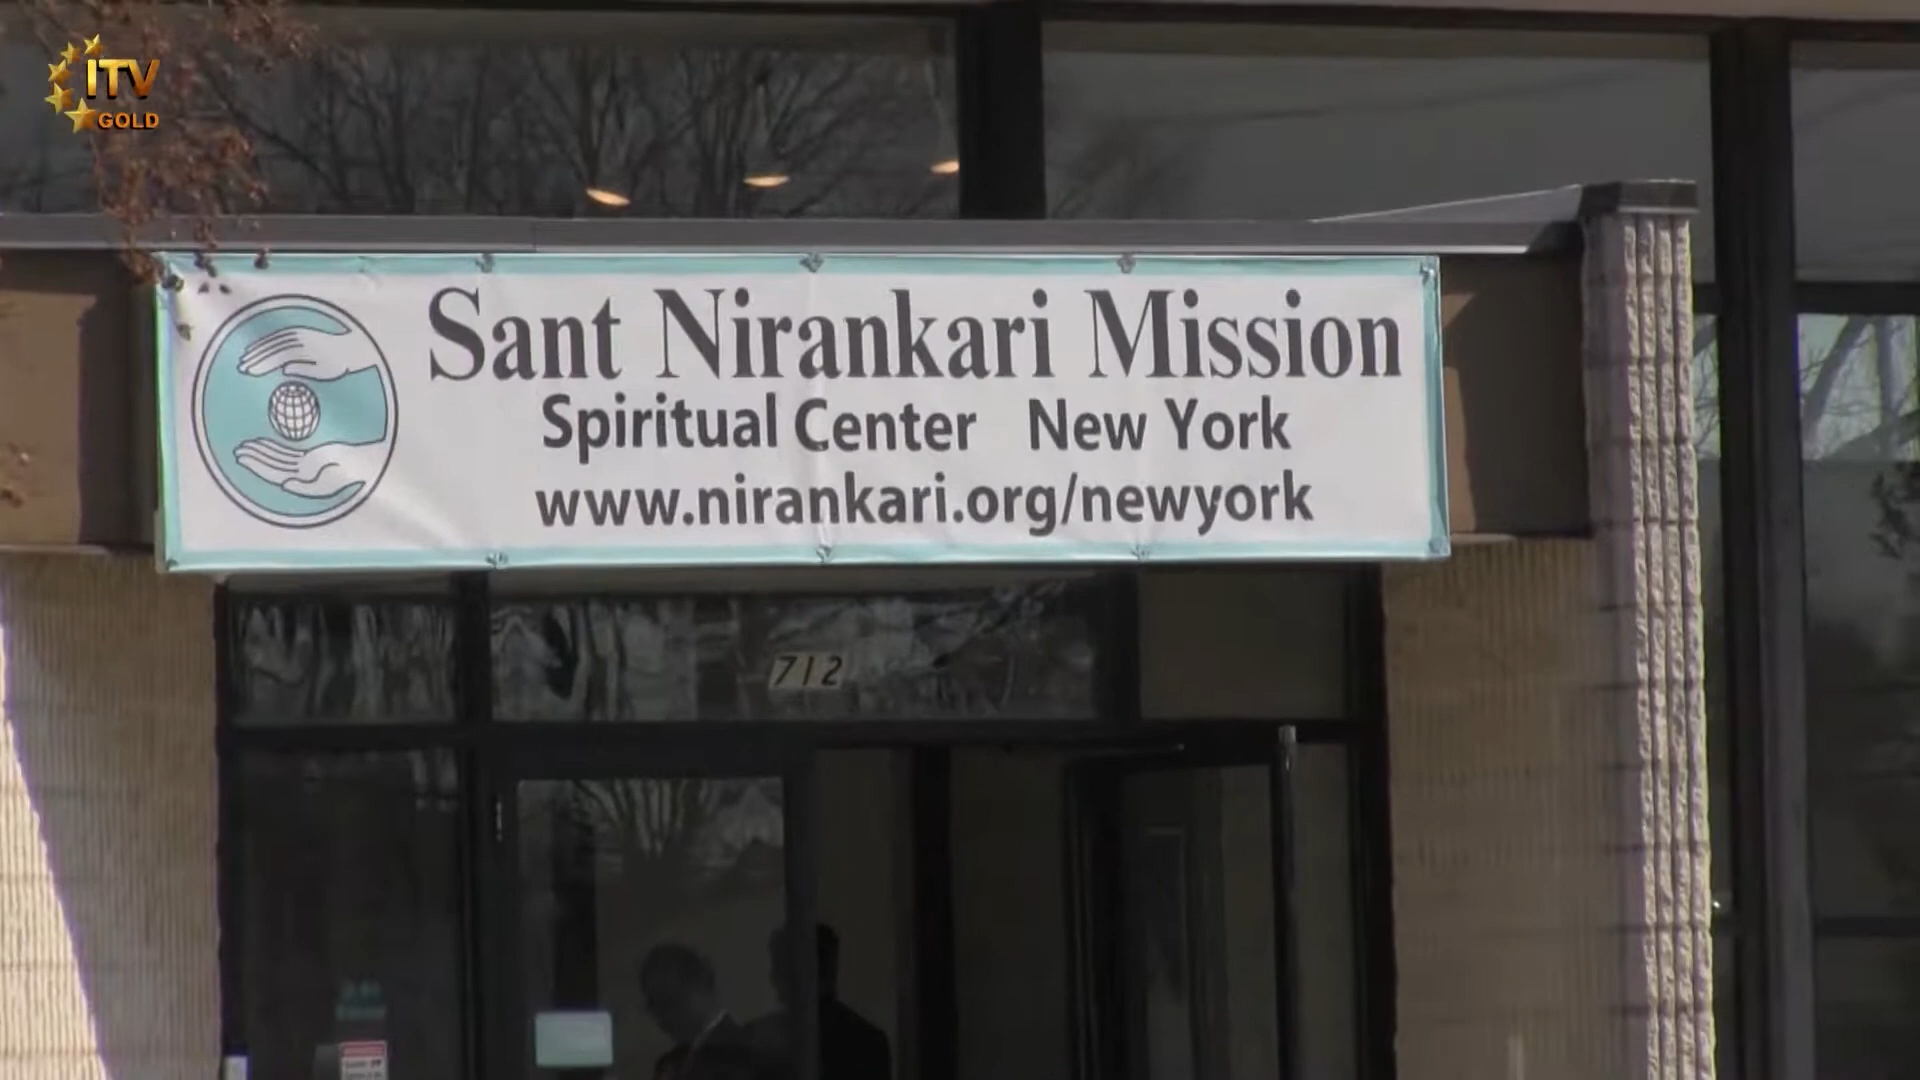 ITV
GOLD
Sant Nirankari Mission
Spiritual Center New York
www.nirankari.org/newyork
712